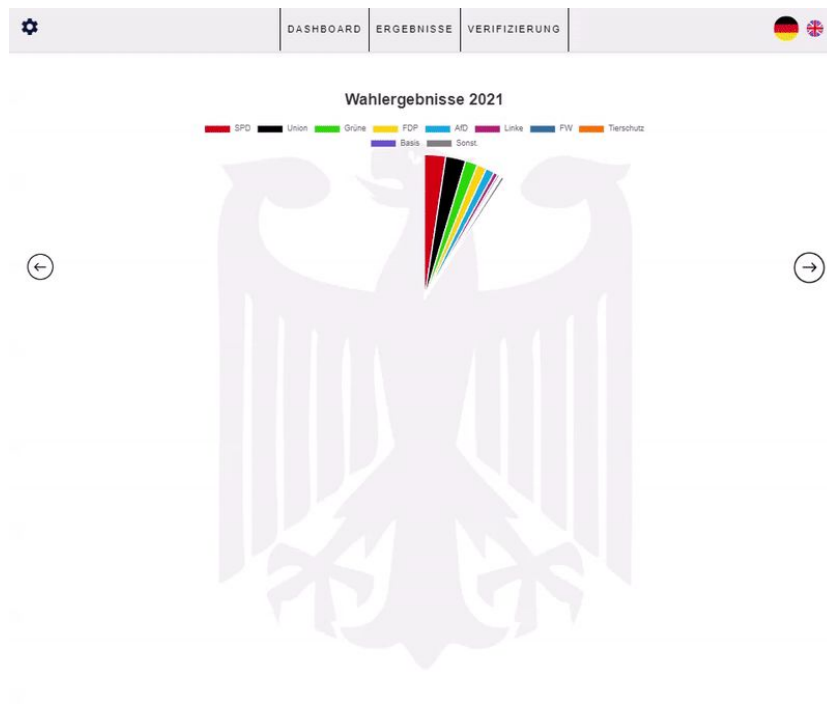 DASHBOARD ERGEBNISSE VERIFIZIERUNG
Wahlergebnisse 2021
SPD Union Grüne FDP AfD Linke FW Tierschutz
Basis Sonst.